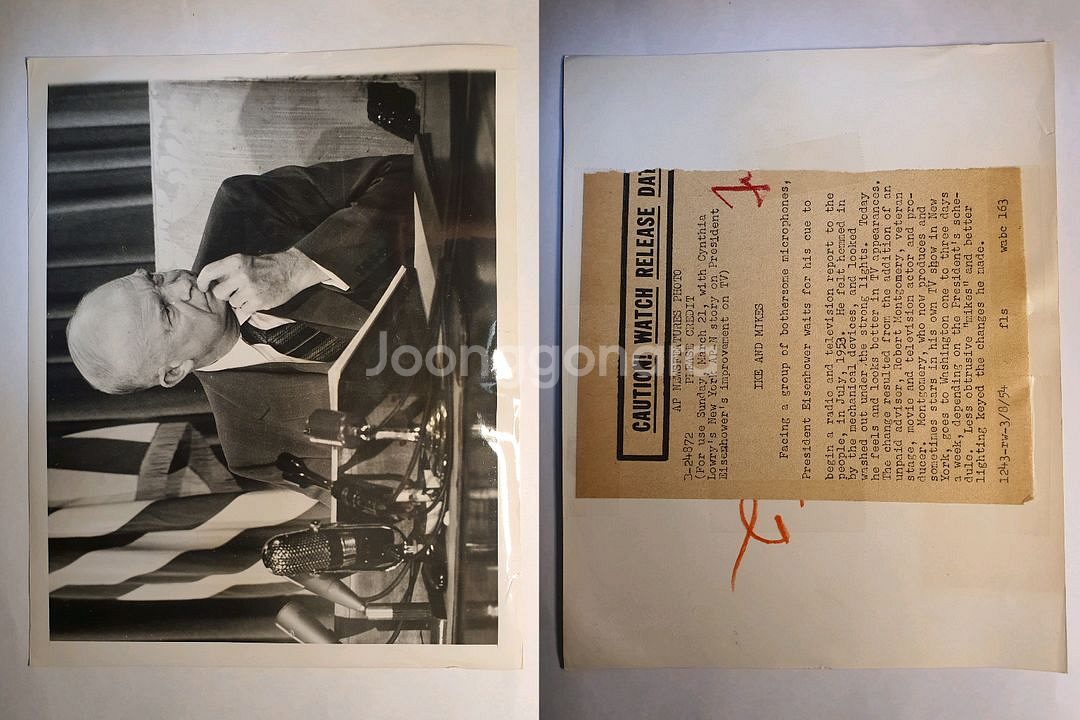 CAUTION! WATCH RELEASE DAT
D-24872 AP NEWSFEATURES PHOTO
PLEASE CREDIT
(For use Sunday, March 21, with Cynthia
Lowry's New York AP-N story on President
Eisenhower's improvement on TV)
IKE AND MIKES
Facing a group of bothersome microphones,
President Eisenhower waits for his cue to
begin a radio and television report to the
people, in July, 1953. He felt hemmed in
by the mechanical devices, and looked
washed out under the strong lights. Today
he feels and looks better in TV appearances.
The change resulted from the addition of an
unpaid advisor, Robert Montgomery, veteran
stage, movie and television actor and pro-
ducer. Montgomery, who now produces and
sometimes stars in his own TV show in New
York, goes to Washington one to three days
a week, depending on the President's sche-
dule. Less obtrusive "mikes" and better
lighting keyed the changes he made.
1243-rw-3/8/54 fls wabc 163